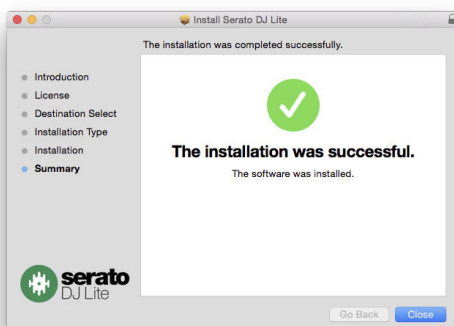 Install Serato DJ Lite
The installation was completed successfully.
Introduction
License
Destination Select
Installation Type
Installation
Summary
The installation was successful.
The software was installed.
serato
DJ Lite
Go Back
Close